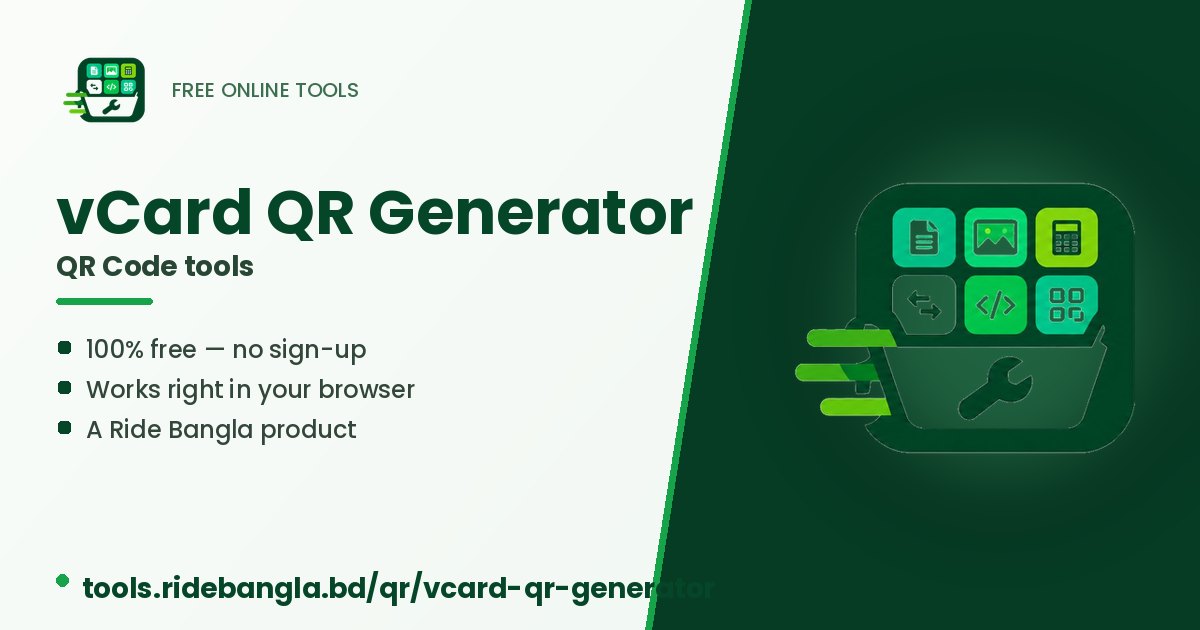 FREE ONLINE TOOLS
vCard QR Generator
QR Code tools
100% free — no sign-up
Works right in your browser
A Ride Bangla product
tools.ridebangla.bd/qr/vcard-qr-generator